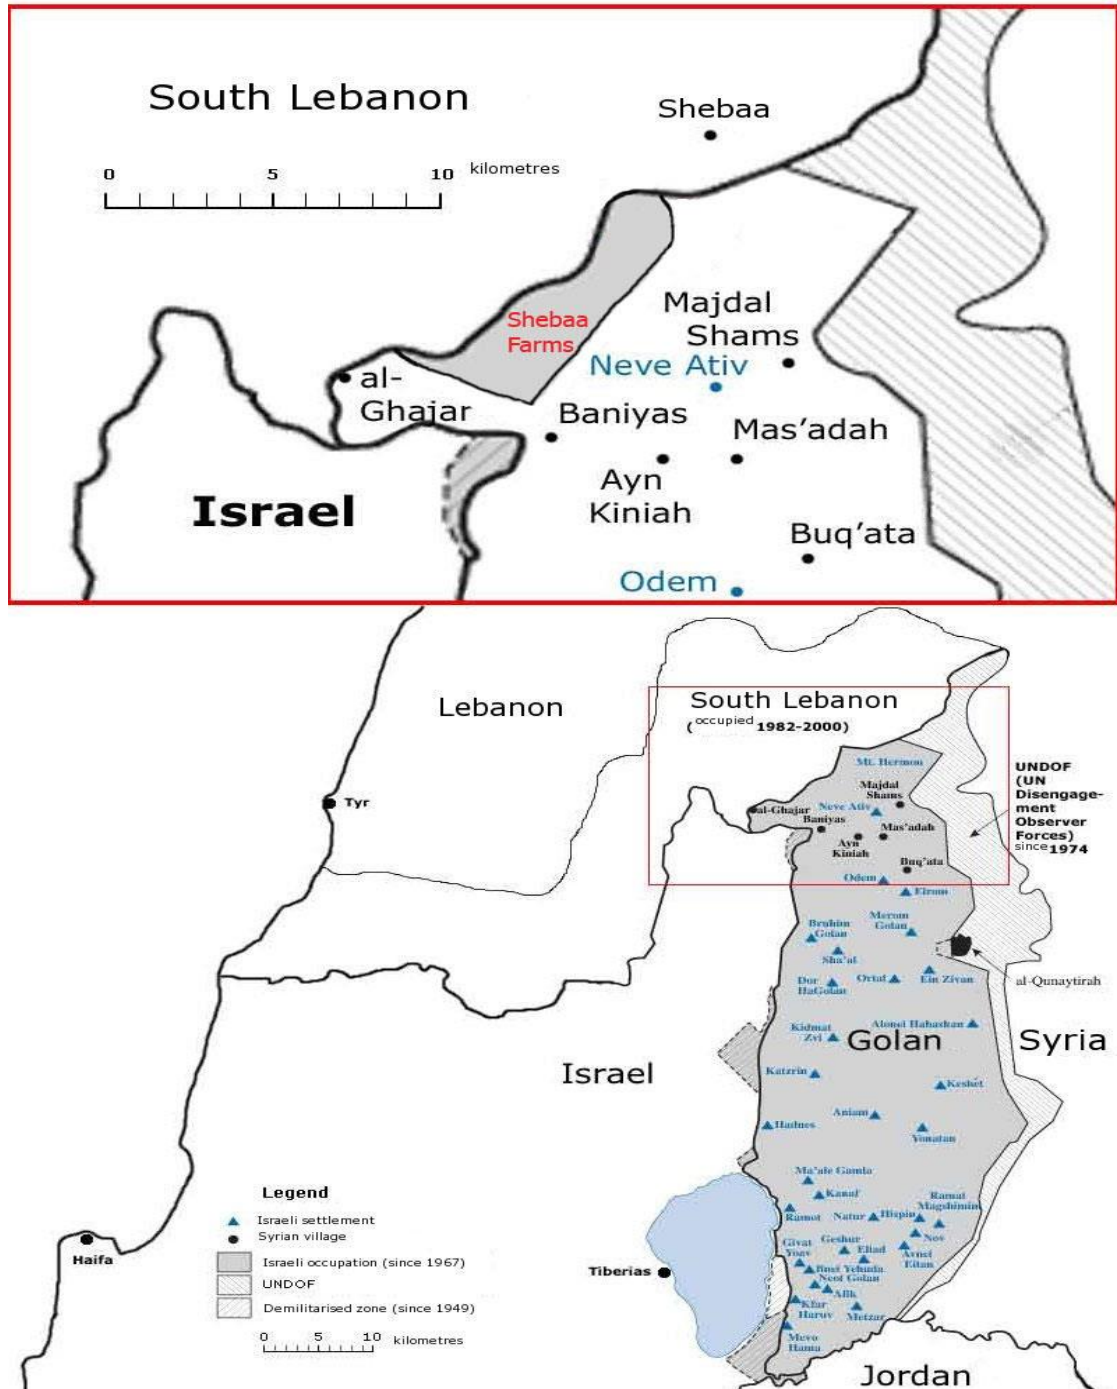 South Lebanon
Shebaa
0 5 10 kilometres
Shebaa
Farms
Majdal
Shams
Neve Ativ
al-
Ghajar
Baniyas
Mas'adah
Ayn
Kiniah
Israel
Buq'ata
Odem
Lebanon
South Lebanon
(occupied 1982-2000)
Mt. Hermon
UNDOF
(UN
Disengage-
ment
Observer
Forces)
since 1974
Majdal
Shams
Tyr
al-Ghajar
Neve Ativ
Baniyas
Mas'adah
Ayn
Kiniah
Buq'ata
Odem
Elrom
Merom
Golan
Bruhim
Golan
Sha'al
al-Qunaytirah
Dor
HaGolan
Ortal
Ein Zivan
Kidmat
Zvi
Alonei Habashan
Golan
Syria
Israel
Katzrin
Keshet
Aniam
Hadnes
Yonatan
Ma'ale Gamla
Kanaf
Ramat
Magshimim
Ramot
Natur
Hispin
Nov
Givat
Yoav
Geshur
Eliad
Avnei
Eitan
Bnei Yehuda
Neot Golan
Afik
Kfar
Haruv
Metzar
Mevo
Hama
Legend
Israeli settlement
Syrian village
Israeli occupation (since 1967)
UNDOF
Demilitarised zone (since 1949)
0 5 10 kilometres
Haifa
Tiberias
Jordan